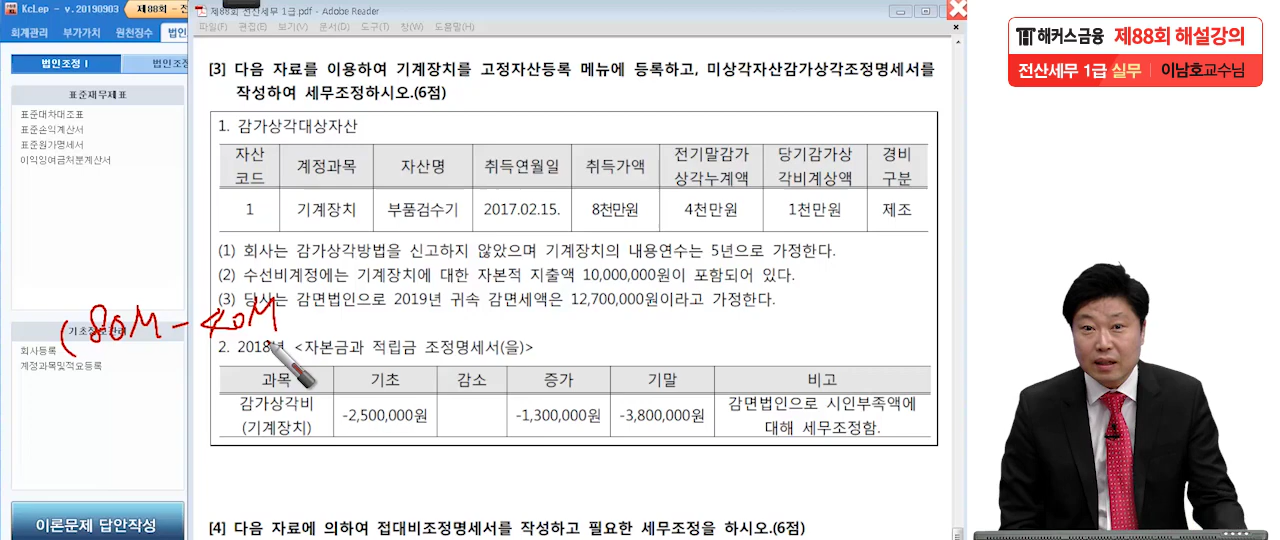 KcLep - v.20190903
제88회 - 전
회계관리 부가가치 원천징수 법인
법인조정 I 법인조정
표준재무제표
표준대차대조표
표준손익계산서
표준원가명세서
이익잉여금처분계산서
기초정보관리
회사등록
계정과목및적요등록
이론문제 답안작성
제88회 전산세무 1급.pdf - Adobe Reader
파일(F) 편집(E) 보기(V) 문서(D) 도구(T) 창(W) 도움말(H)
[3] 다음 자료를 이용하여 기계장치를 고정자산등록 메뉴에 등록하고, 미상각자산감가상각조정명세서를
작성하여 세무조정하시오.(6점)
1. 감가상각대상자산
자산코드 계정과목 자산명 취득연월일 취득가액 전기말감가상각누계액 당기감가상각비계상액 경비구분
1 기계장치 부품검수기 2017.02.15. 8천만원 4천만원 1천만원 제조
(1) 회사는 감가상각방법을 신고하지 않았으며 기계장치의 내용연수는 5년으로 가정한다.
(2) 수선비계정에는 기계장치에 대한 자본적 지출액 10,000,000원이 포함되어 있다.
(3) 당사는 감면법인으로 2019년 귀속 감면세액은 12,700,000원이라고 가정한다.
(80M - 40M
2. 2018년 <자본금과 적립금 조정명세서(을)>
과목 기초 감소 증가 기말 비고
감가상각비(기계장치) -2,500,000원 -1,300,000원 -3,800,000원 감면법인으로 시인부족액에 대해 세무조정함.
[4] 다음 자료에 의하여 접대비조정명세서를 작성하고 필요한 세무조정을 하시오.(6점)
해커스금융 제88회 해설강의
전산세무 1급 실무 이남호교수님